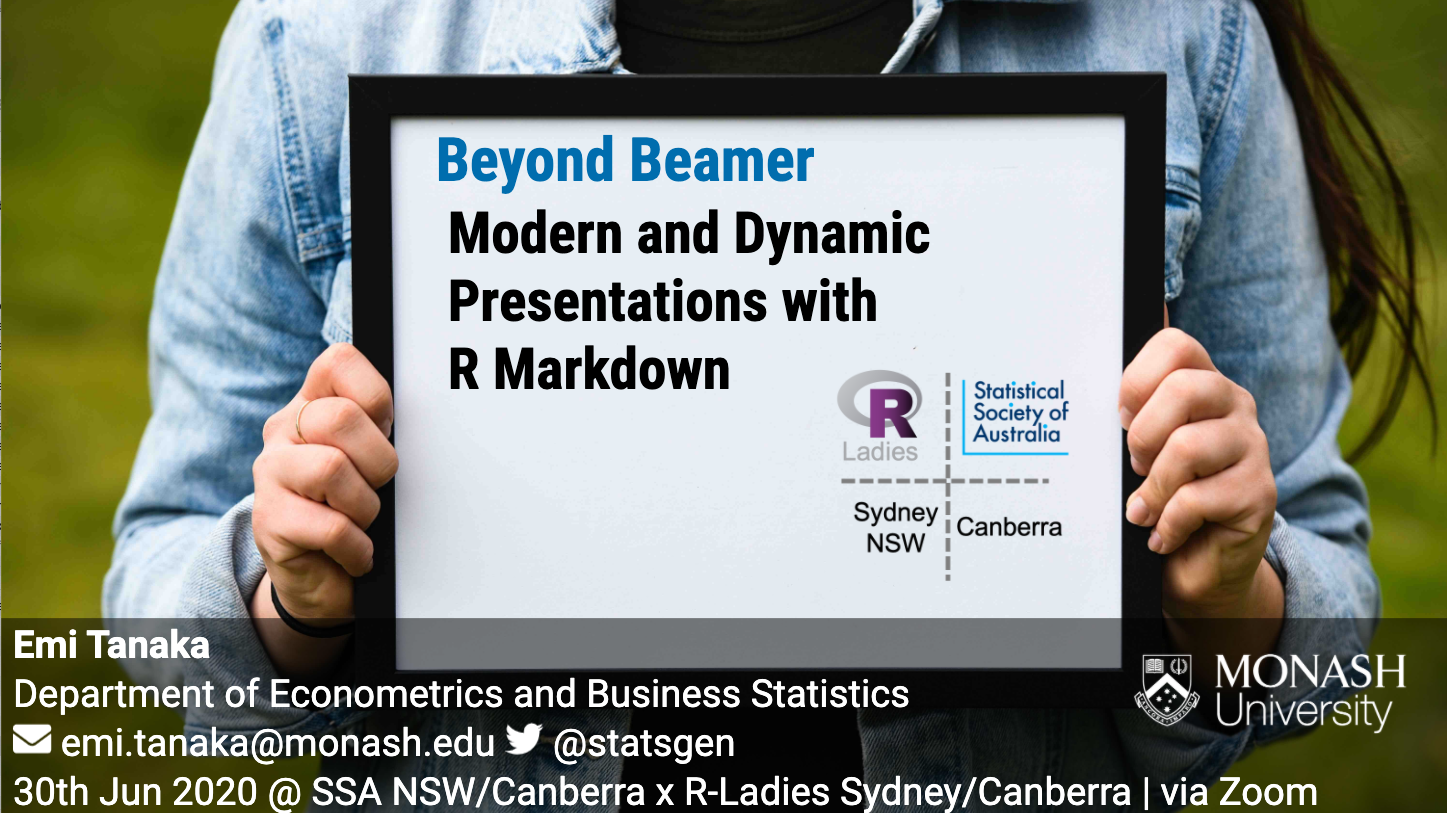 Beyond Beamer
Modern and Dynamic
Presentations with
R Markdown
R
Ladies
Statistical
Society of
Australia
Sydney
NSW
Canberra
Emi Tanaka
Department of Econometrics and Business Statistics
emi.tanaka@monash.edu @statsgen
30th Jun 2020 @ SSA NSW/Canberra x R-Ladies Sydney/Canberra | via Zoom
MONASH
University